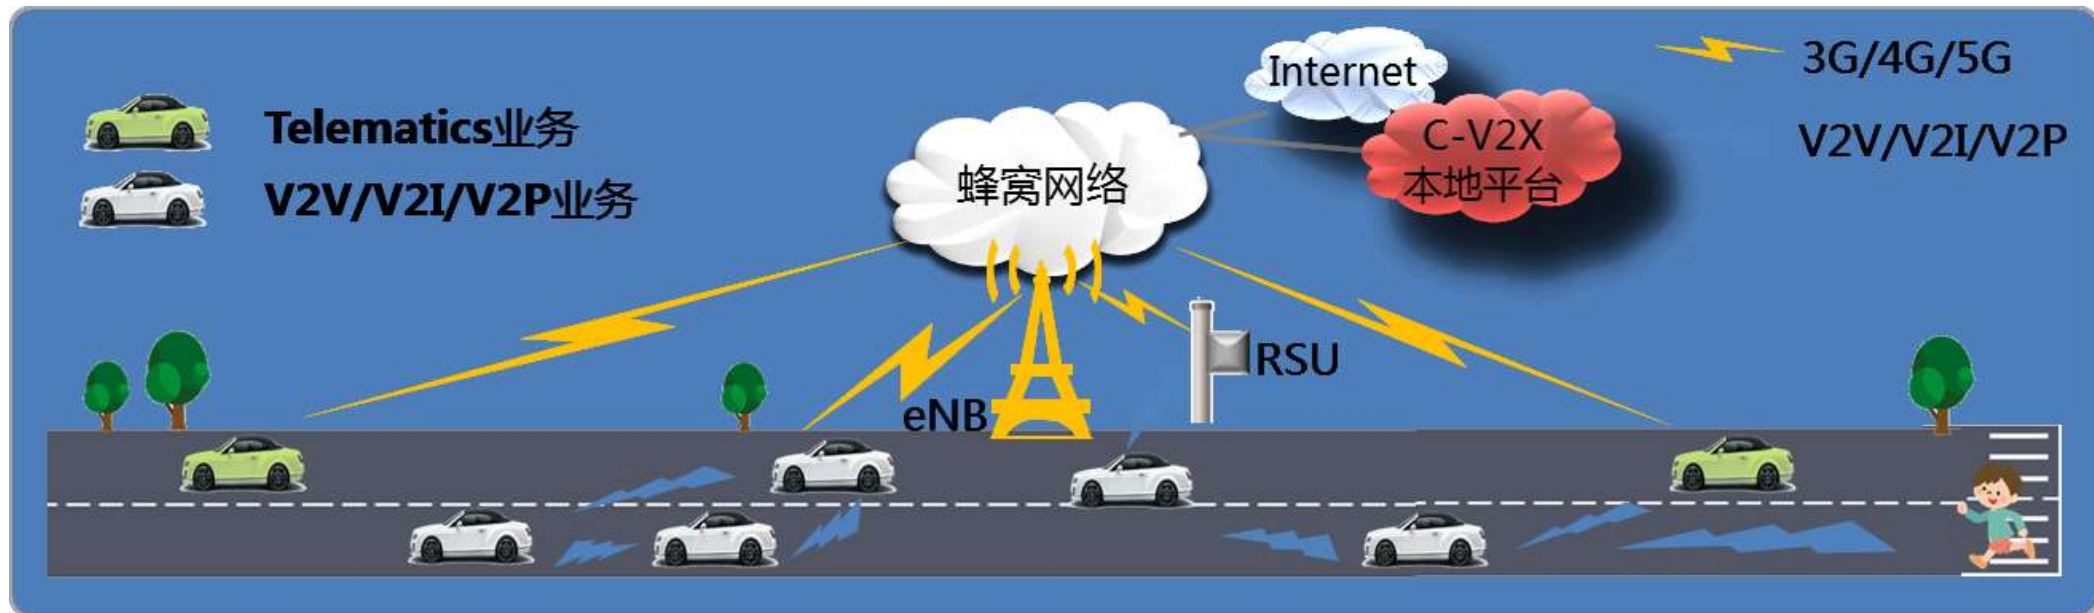 Telematics业务
V2V/V2I/V2P业务
蜂窝网络
Internet
C-V2X
本地平台
3G/4G/5G
V2V/V2I/V2P
eNB
RSU